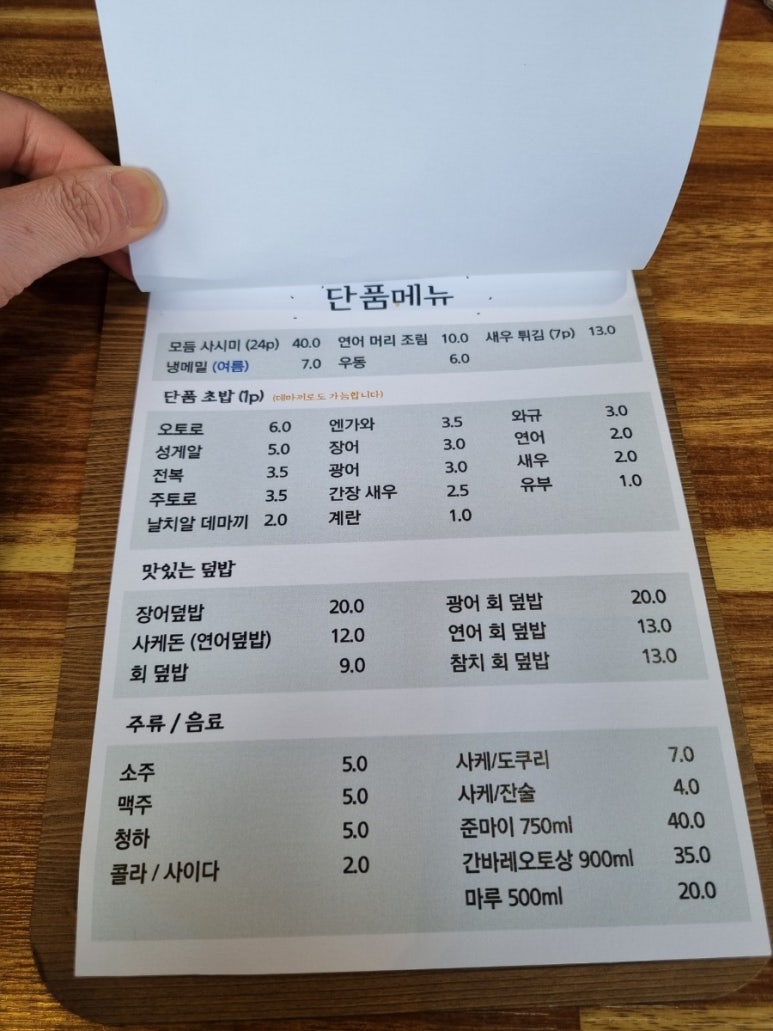 단품메뉴
모듬 사시미 (24p) 40.0 연어 머리 조림 10.0 새우 튀김 (7p) 13.0
냉메밀 (여름) 7.0 우동 6.0
단품 초밥 (1p) (데마끼로도 가능합니다)
오토로 6.0 엔가와 3.5 와규 3.0
성게알 5.0 장어 3.0 연어 2.0
전복 3.5 광어 3.0 새우 2.0
주토로 3.5 간장 새우 2.5 유부 1.0
날치알 데마끼 2.0 계란 1.0
맛있는 덮밥
장어덮밥 20.0 광어 회 덮밥 20.0
사케돈 (연어덮밥) 12.0 연어 회 덮밥 13.0
회 덮밥 9.0 참치 회 덮밥 13.0
주류 / 음료
소주 5.0 사케/도쿠리 7.0
맥주 5.0 사케/잔술 4.0
청하 5.0 준마이 750ml 40.0
콜라 / 사이다 2.0 간바레오토상 900ml 35.0
마루 500ml 20.0